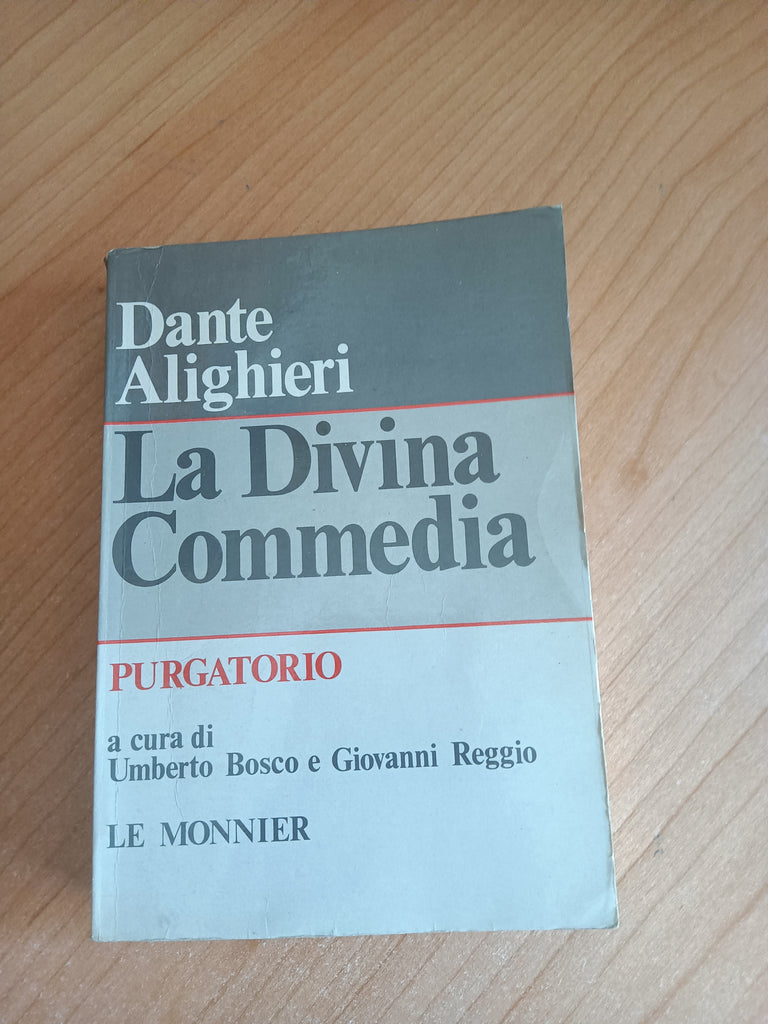 Dante
Alighieri
La Divina
Commedia
PURGATORIO
a cura di
Umberto Bosco e Giovanni Reggio
LE MONNIER